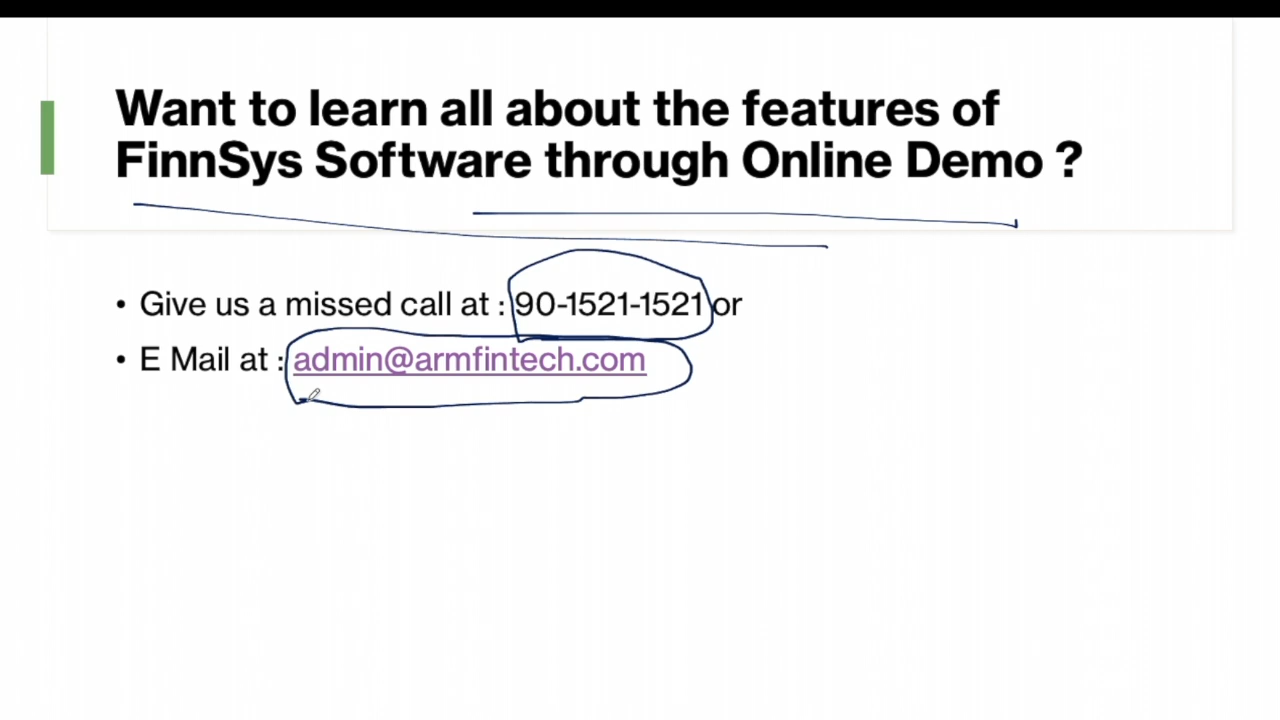 Want to learn all about the features of
FinnSys Software through Online Demo ?
• Give us a missed call at : 90-1521-1521 or
• E Mail at : admin@armfintech.com